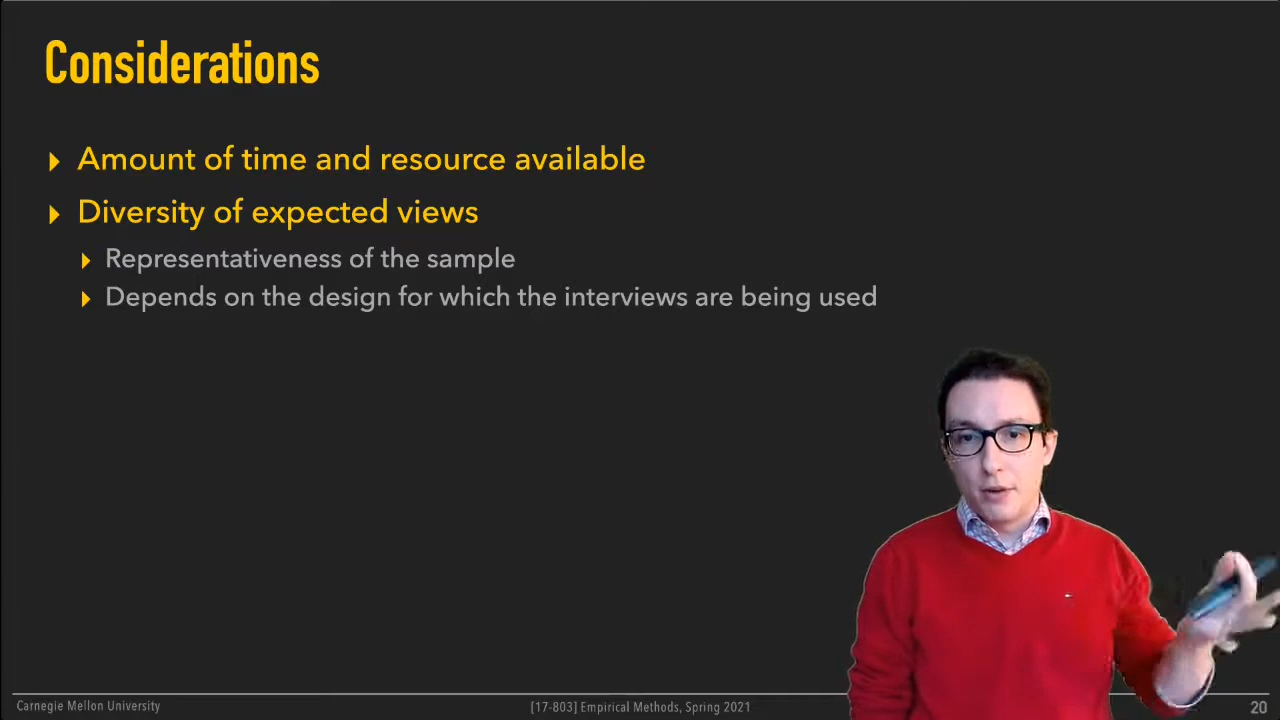 Considerations
Amount of time and resource available
Diversity of expected views
Representativeness of the sample
Depends on the design for which the interviews are being used
Carnegie Mellon University
[17-803] Empirical Methods, Spring 2021
20